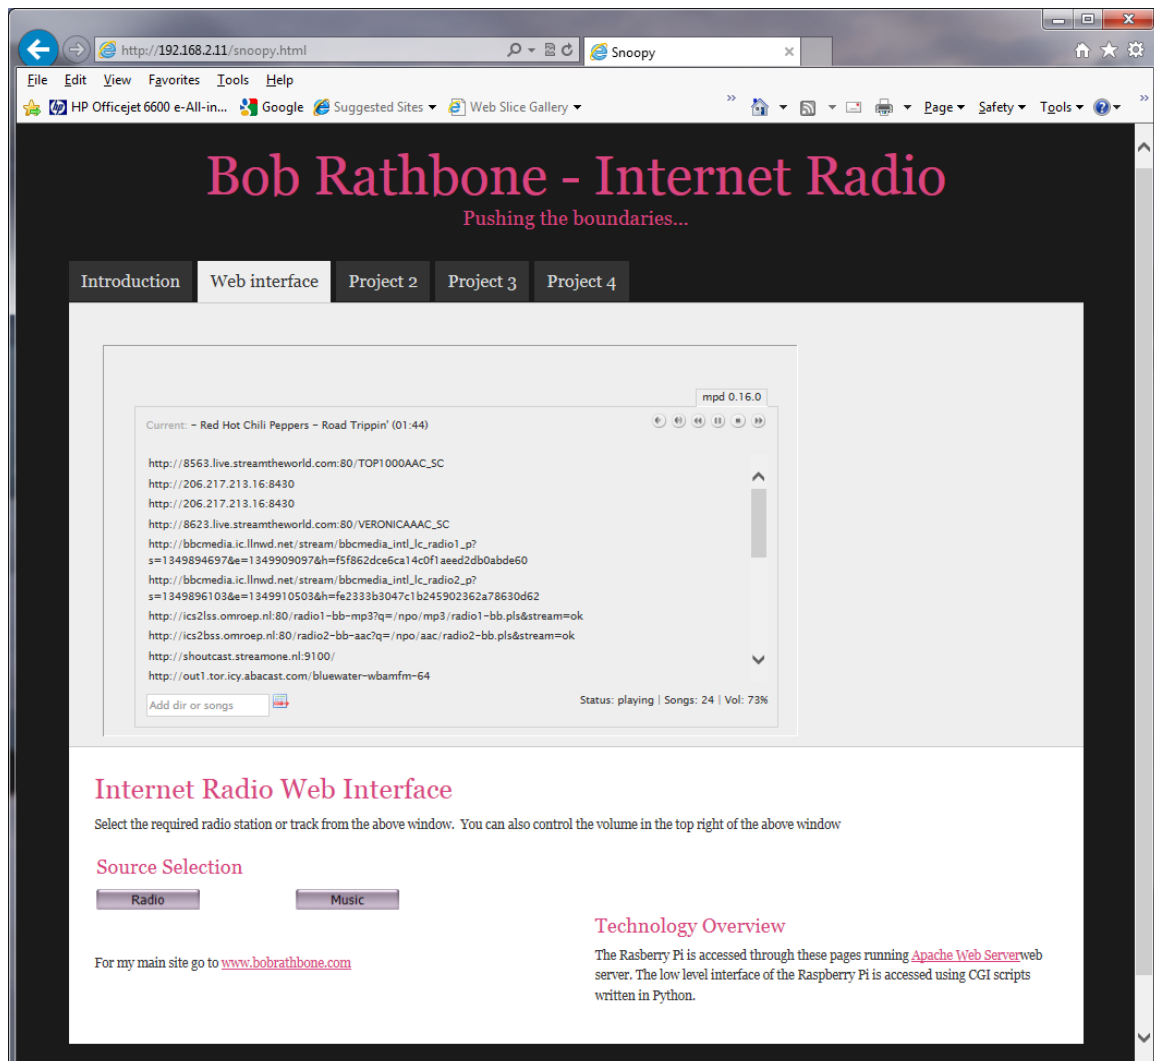 http://192.168.2.11/snoopy.html
Snoopy
File Edit View Favorites Tools Help
HP Officejet 6600 e-All-in... Google Suggested Sites Web Slice Gallery Page Safety Tools
Bob Rathbone - Internet Radio
Pushing the boundaries...
Introduction Web interface Project 2 Project 3 Project 4
mpd 0.16.0
Current: - Red Hot Chili Peppers - Road Trippin' (01:44)
http://8563.live.streamtheworld.com:80/TOP1000AAC_SC
http://206.217.213.16:8430
http://206.217.213.16:8430
http://8623.live.streamtheworld.com:80/VERONICAAAC_SC
http://bbcmedia.ic.llnwd.net/stream/bbcmedia_intl_lc_radio1_p?
s=1349894697&e=1349909097&h=f5f862dce6ca14c0f1aeed2db0abde60
http://bbcmedia.ic.llnwd.net/stream/bbcmedia_intl_lc_radio2_p?
s=1349896103&e=1349910503&h=fe2333b3047c1b245902362a78630d62
http://ics2lss.omroep.nl:80/radio1-bb-mp3?q=/npo/mp3/radio1-bb.pls&stream=ok
http://ics2bss.omroep.nl:80/radio2-bb-aac?q=/npo/aac/radio2-bb.pls&stream=ok
http://shoutcast.streamone.nl:9100/
http://out1.tor.icy.abacast.com/bluewater-wbamfm-64
Add dir or songs
Status: playing | Songs: 24 | Vol: 73%
Internet Radio Web Interface
Select the required radio station or track from the above window. You can also control the volume in the top right of the above window
Source Selection
Radio Music
For my main site go to www.bobrathbone.com
Technology Overview
The Rasberry Pi is accessed through these pages running Apache Web Serverweb
server. The low level interface of the Raspberry Pi is accessed using CGI scripts
written in Python.